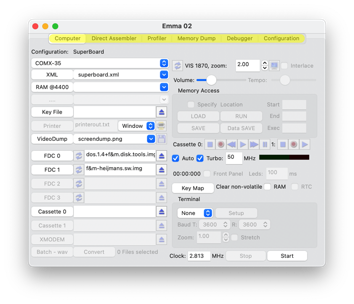 Emma 02
Computer Direct Assembler Profiler Memory Dump Debugger Configuration
Configuration: SuperBoard
COMX-35
XML superboard.xml
RAM @4400
Key File
Printer printerout.txt Window
VideoDump screendump.png
FDC 0 dos.1.4+f&m.disk.tools.img
FDC 1 f&m-heijmans.sw.img
FDC 2
FDC 3
Cassette 0
Cassette 1
XMODEM
Batch - wav Convert 0 Files selected
VIS 1870, zoom: 2.00 Interlace
Volume: Tempo:
Memory Access
Specify Location Start
LOAD RUN End
SAVE Data SAVE Exec
Cassette 0: 1:
Auto Turbo: 50 MHz
00:00:000 Front Panel Leds: 100 ms
Key Map Clear non-volatile RAM RTC
Terminal
None Setup
Baud T: 3600 R: 3600
Zoom: 1.00 Stretch
Clock: 2.813 MHz Stop Start